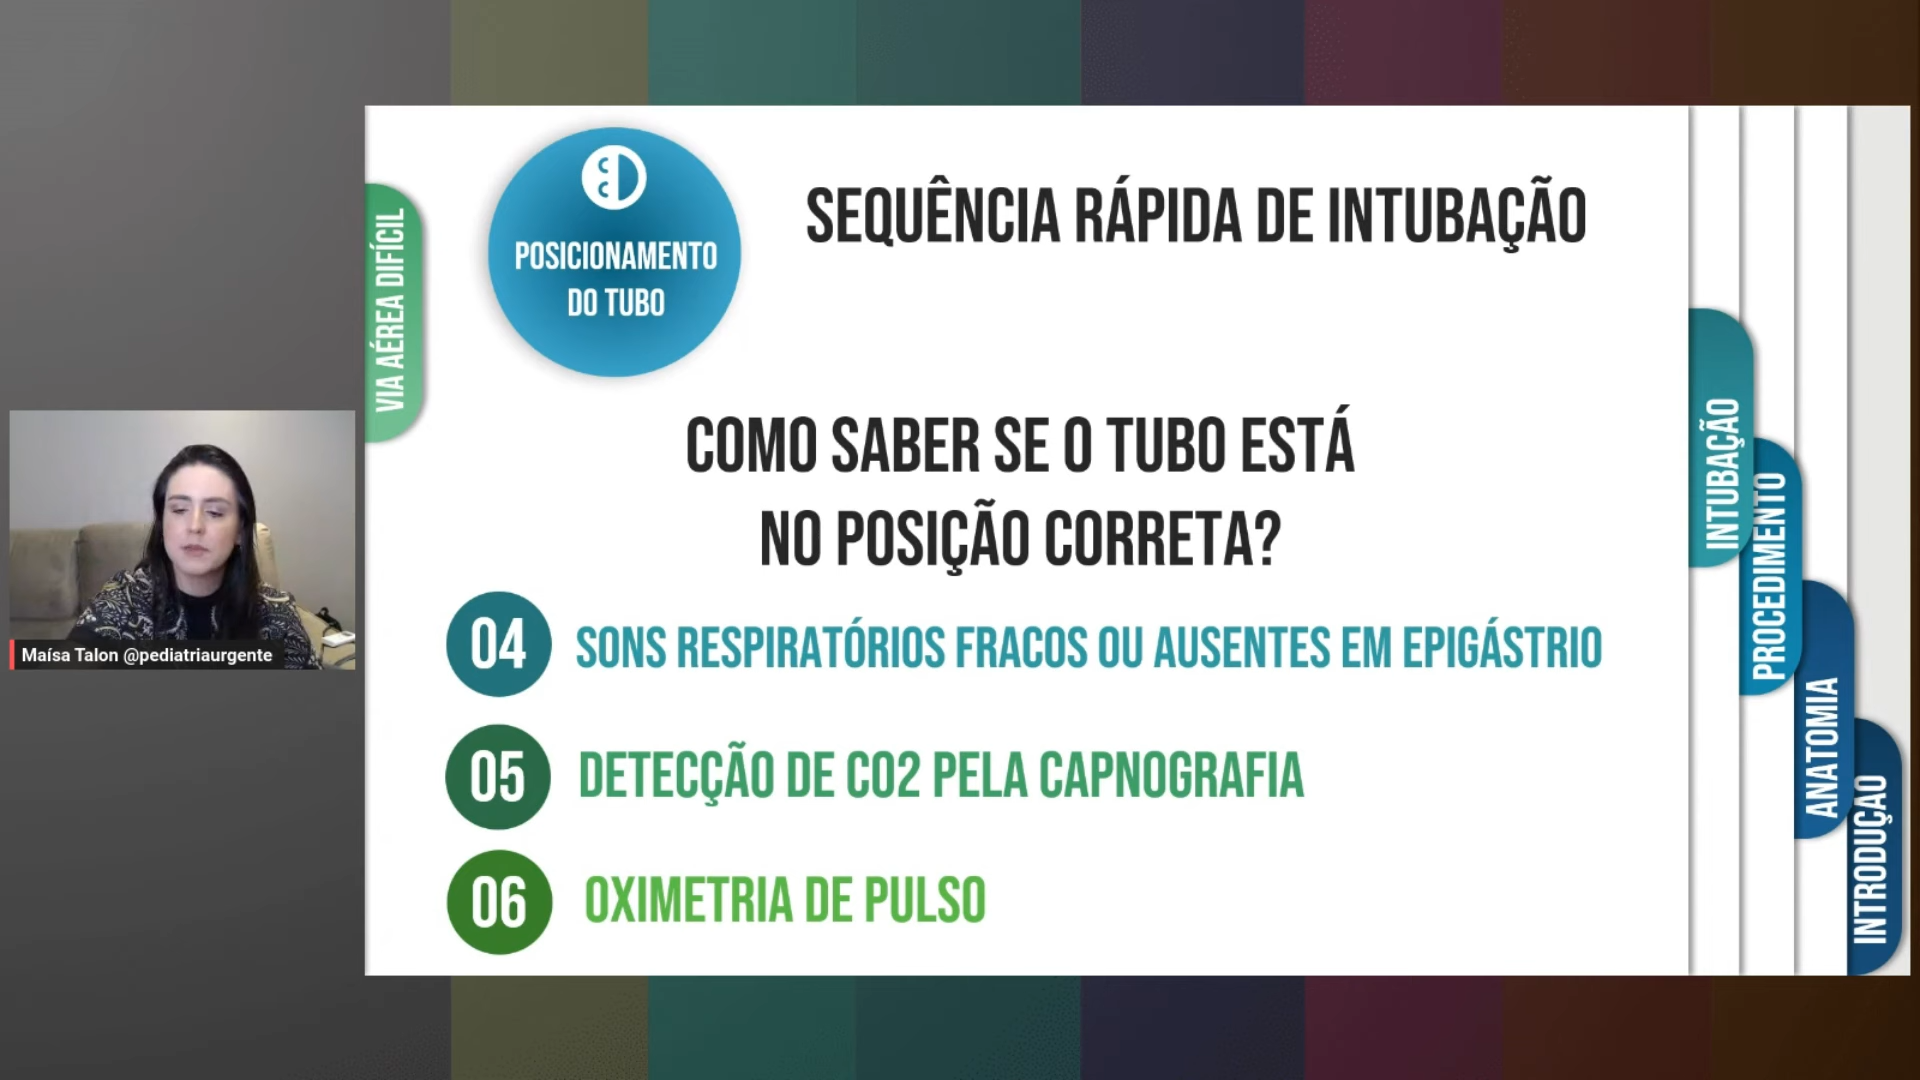 VIA AÉREA DIFÍCIL
POSICIONAMENTO
DO TUBO
SEQUÊNCIA RÁPIDA DE INTUBAÇÃO
COMO SABER SE O TUBO ESTÁ
NO POSIÇÃO CORRETA?
04 SONS RESPIRATÓRIOS FRACOS OU AUSENTES EM EPIGÁSTRIO
05 DETECÇÃO DE CO2 PELA CAPNOGRAFIA
06 OXIMETRIA DE PULSO
INTUBAÇÃO
PROCEDIMENTO
ANATOMIA
INTRODUÇÃO
Maísa Talon @pediatriaurgente